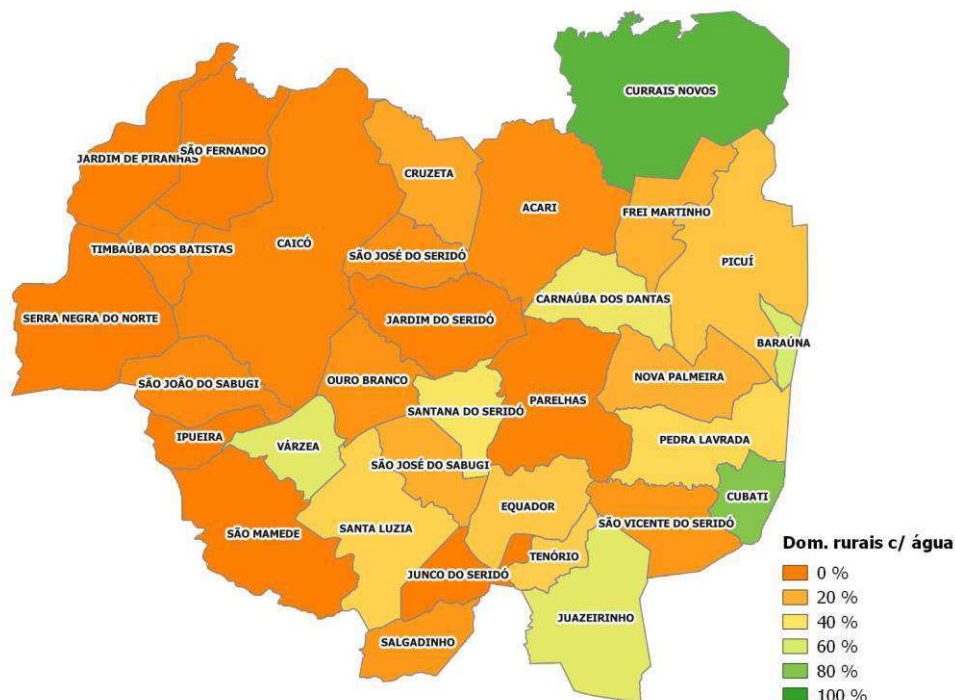 CURRAIS NOVOS
JARDIM DE PIRANHAS
SÃO FERNANDO
CRUZETA
ACARI
FREI MARTINHO
TIMBAÚBA DOS BATISTAS
CAICÓ
SÃO JOSÉ DO SERIDÓ
PICUÍ
CARNAÚBA DOS DANTAS
SERRA NEGRA DO NORTE
JARDIM DO SERIDÓ
BARAÚNA
SÃO JOÃO DO SABUGI
OURO BRANCO
NOVA PALMEIRA
SANTANA DO SERIDÓ
PARELHAS
IPUEIRA
VÁRZEA
PEDRA LAVRADA
SÃO JOSÉ DO SABUGI
CUBATI
EQUADOR
SÃO MAMEDE
SANTA LUZIA
SÃO VICENTE DO SERIDÓ
TENÓRIO
JUNCO DO SERIDÓ
JUAZEIRINHO
SALGADINHO
Dom. rurais c/ água
0 %
20 %
40 %
60 %
80 %
100 %